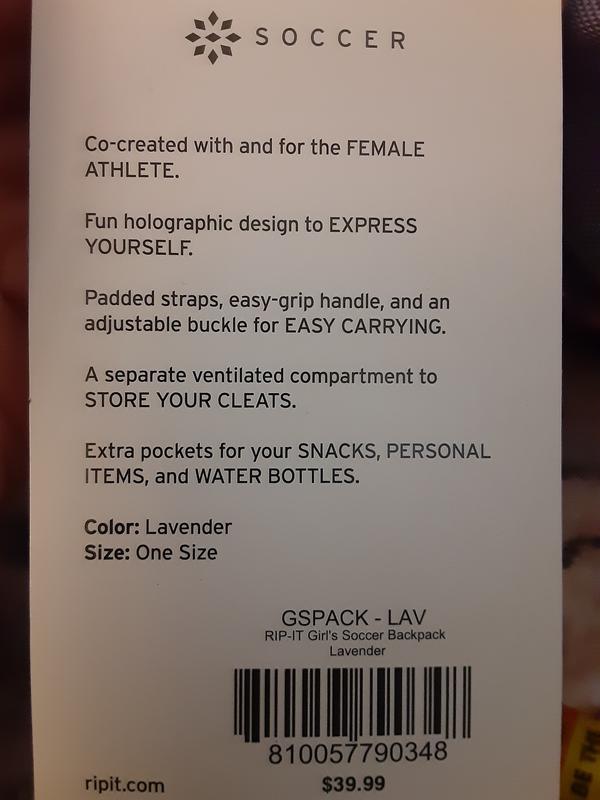 SOCCER
Co-created with and for the FEMALE
ATHLETE.
Fun holographic design to EXPRESS
YOURSELF.
Padded straps, easy-grip handle, and an
adjustable buckle for EASY CARRYING.
A separate ventilated compartment to
STORE YOUR CLEATS.
Extra pockets for your SNACKS, PERSONAL
ITEMS, and WATER BOTTLES.
Color: Lavender
Size: One Size
GSPACK - LAV
RIP-IT Girl's Soccer Backpack
Lavender
810057790348
ripit.com
$39.99
BE THE